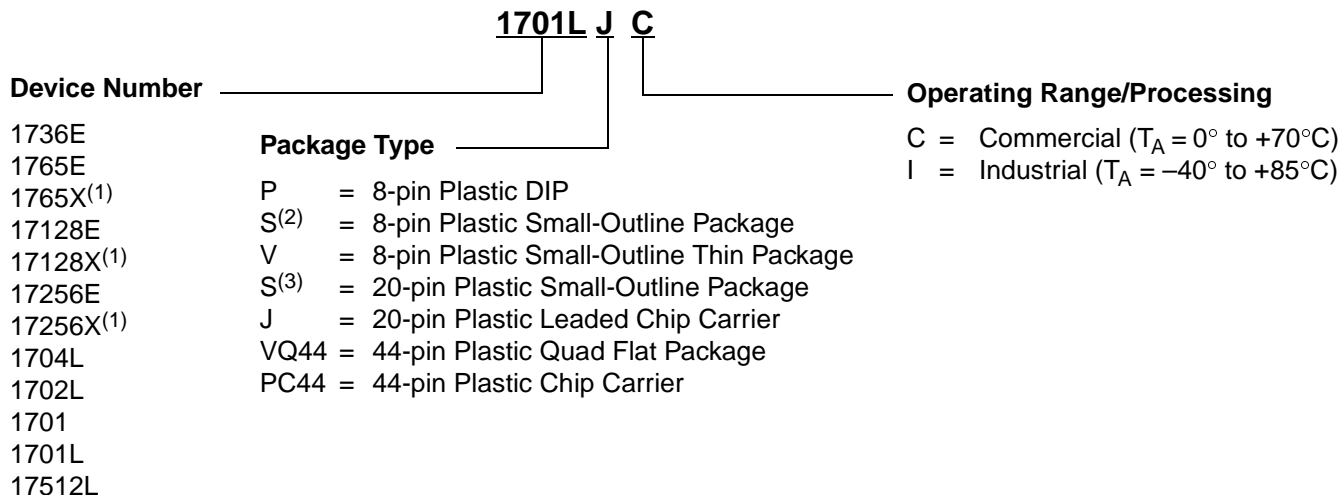 1701L J C
Device Number
1736E
1765E
1765X(1)
17128E
17128X(1)
17256E
17256X(1)
1704L
1702L
1701
1701L
17512L
Package Type
P = 8-pin Plastic DIP
S(2) = 8-pin Plastic Small-Outline Package
V = 8-pin Plastic Small-Outline Thin Package
S(3) = 20-pin Plastic Small-Outline Package
J = 20-pin Plastic Leaded Chip Carrier
VQ44 = 44-pin Plastic Quad Flat Package
PC44 = 44-pin Plastic Chip Carrier
Operating Range/Processing
C = Commercial (TA = 0° to +70°C)
I = Industrial (TA = –40° to +85°C)